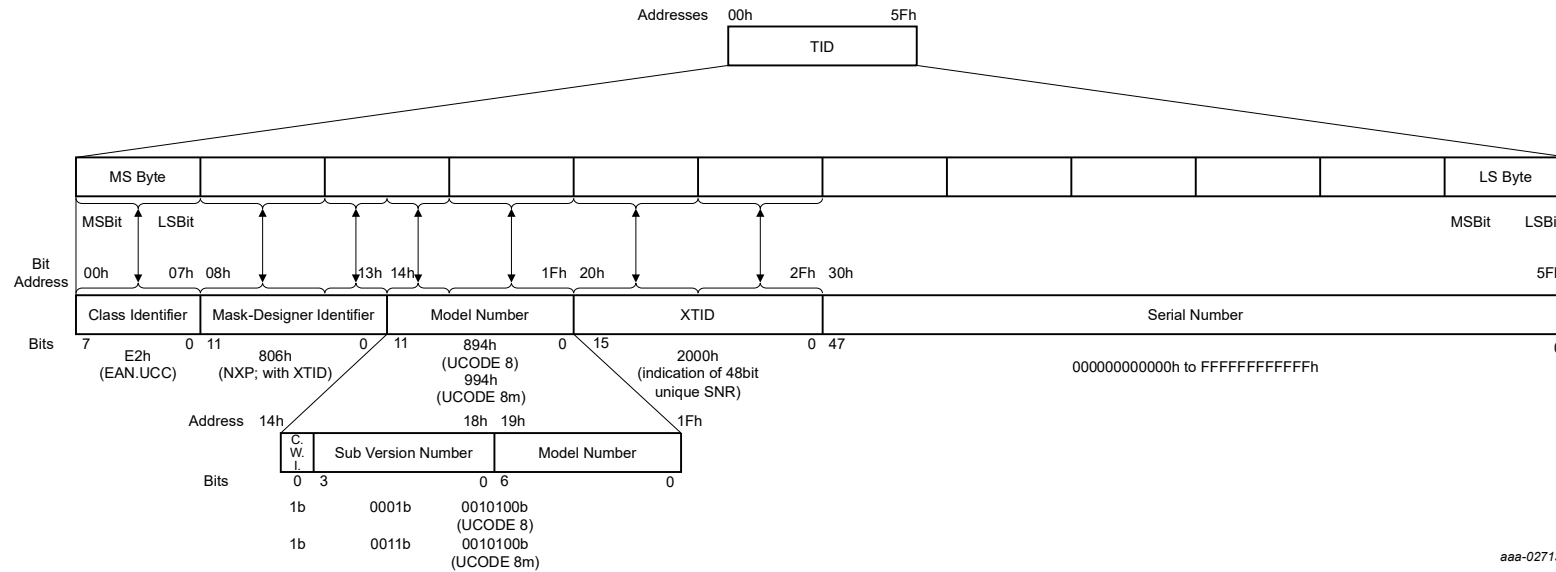 Addresses 00h 5Fh
TID
MS Byte LS Byte
MSBit LSBit MSBit LSBi
Bit
Address
00h 07h 08h 13h 14h 1Fh 20h 2Fh 30h 5F
Class Identifier Mask-Designer Identifier Model Number XTID Serial Number
Bits 7 0 11 0 11 0 15 0 47
E2h
(EAN.UCC)
806h
(NXP; with XTID)
894h
(UCODE 8)
994h
(UCODE 8m)
2000h
(indication of 48bit
unique SNR)
000000000000h to FFFFFFFFFFFFh
Address 14h 18h 19h 1Fh
C.
W.
I.
Sub Version Number Model Number
Bits 0 3 0 6 0
1b 0001b 0010100b
(UCODE 8)
1b 0011b 0010100b
(UCODE 8m)
aaa-0271